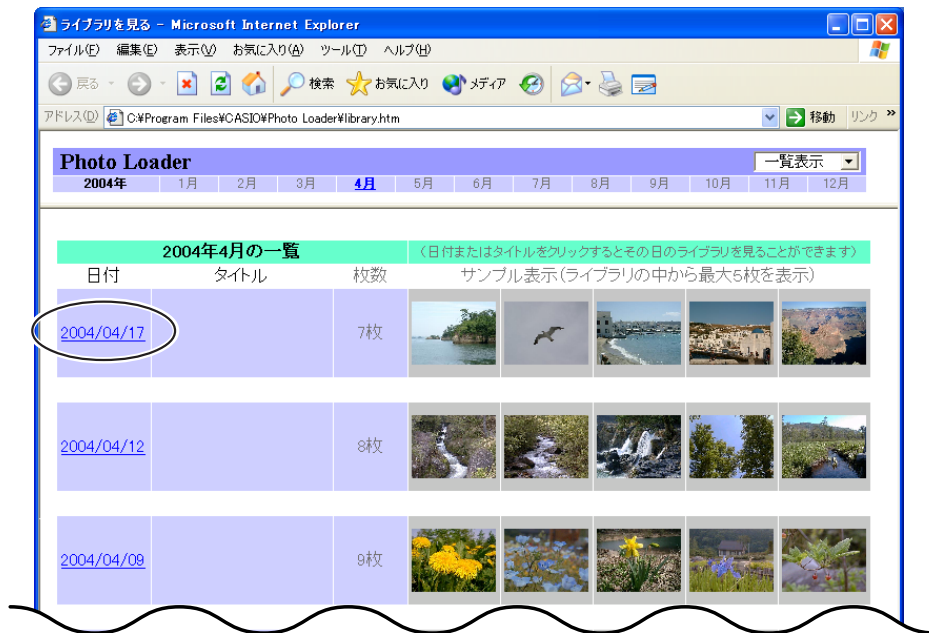 ライブラリを見る - Microsoft Internet Explorer
ファイル(F) 編集(E) 表示(V) お気に入り(A) ツール(T) ヘルプ(H)
戻る 検索 お気に入り メディア
アドレス(D) C:¥Program Files¥CASIO¥Photo Loader¥library.htm 移動 リンク »
Photo Loader 一覧表示
2004年 1月 2月 3月 4月 5月 6月 7月 8月 9月 10月 11月 12月
2004年4月の一覧 (日付またはタイトルをクリックするとその日のライブラリを見ることができます)
日付 タイトル 枚数 サンプル表示(ライブラリの中から最大5枚を表示)
2004/04/17 7枚
2004/04/12 8枚
2004/04/09 9枚